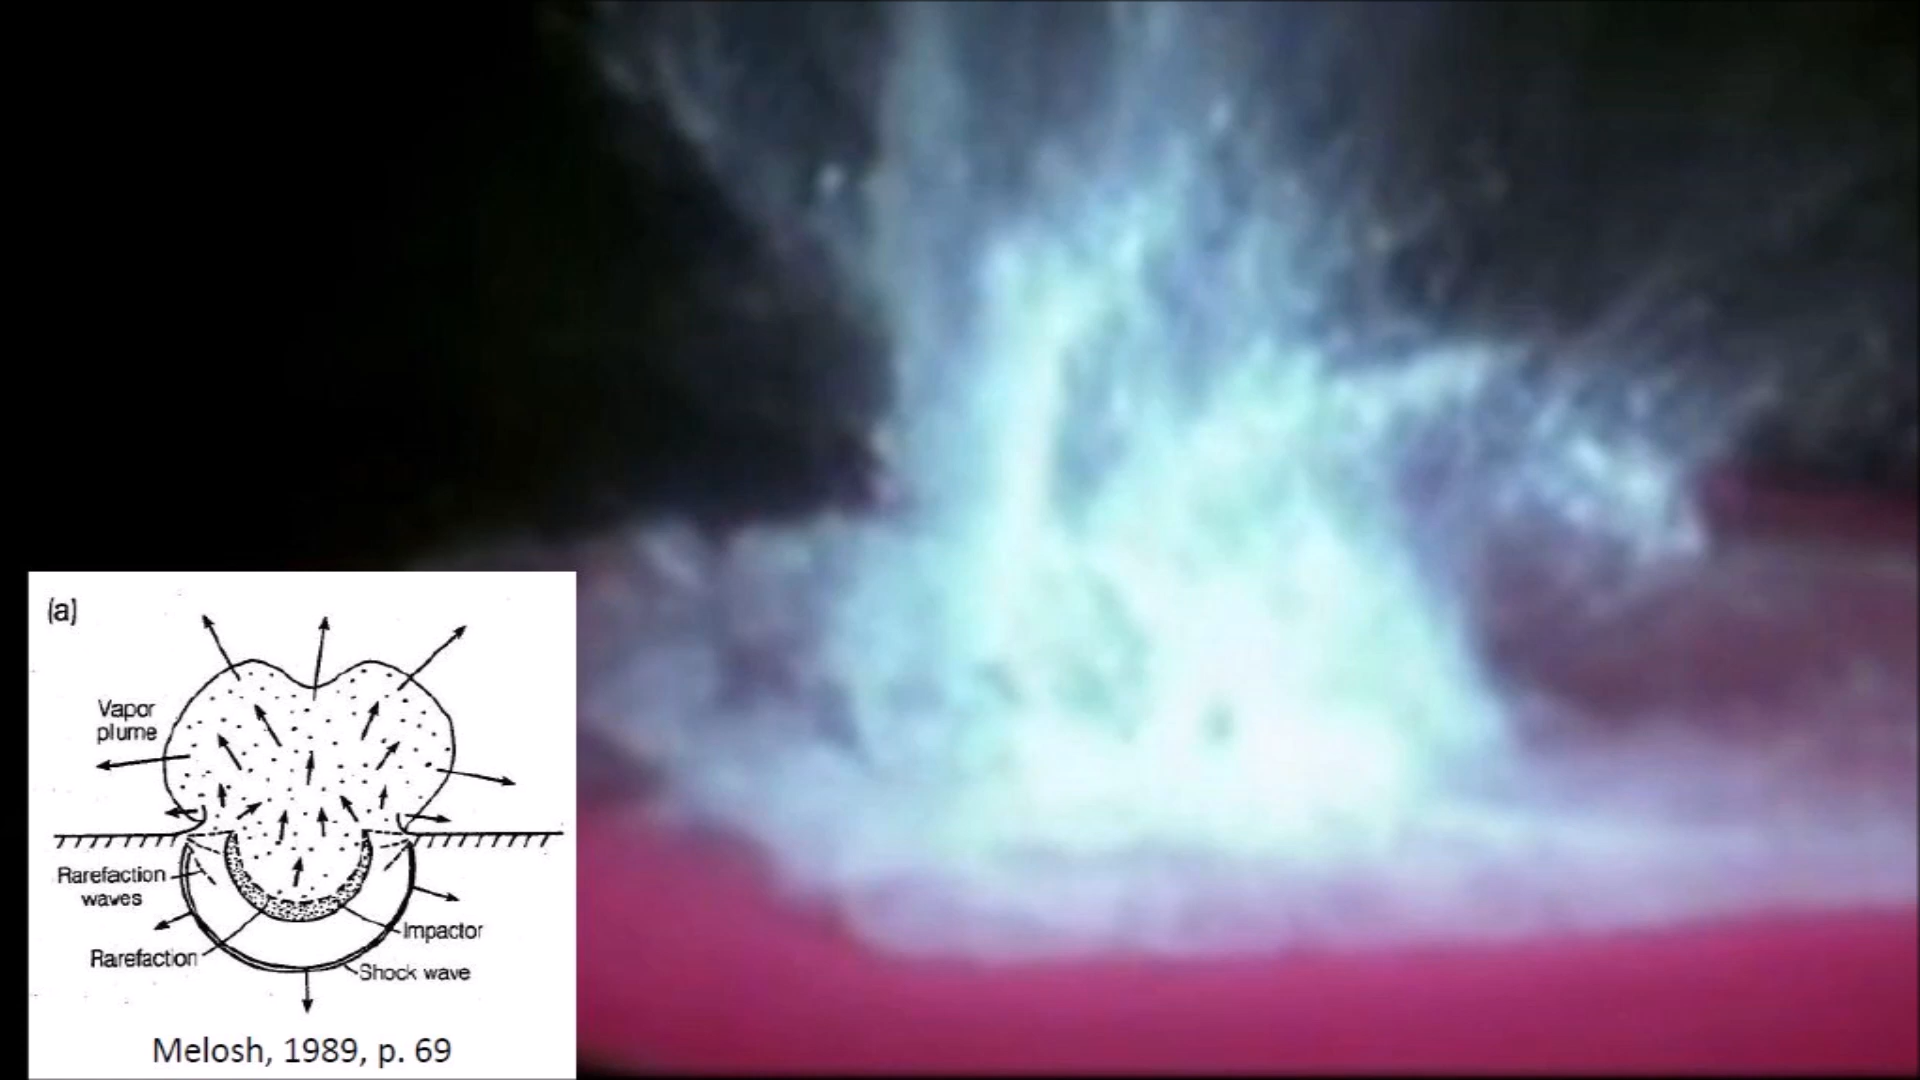 (a)
Vapor
plume
Rarefaction
waves
Impactor
Rarefaction
Shock wave
Melosh, 1989, p. 69